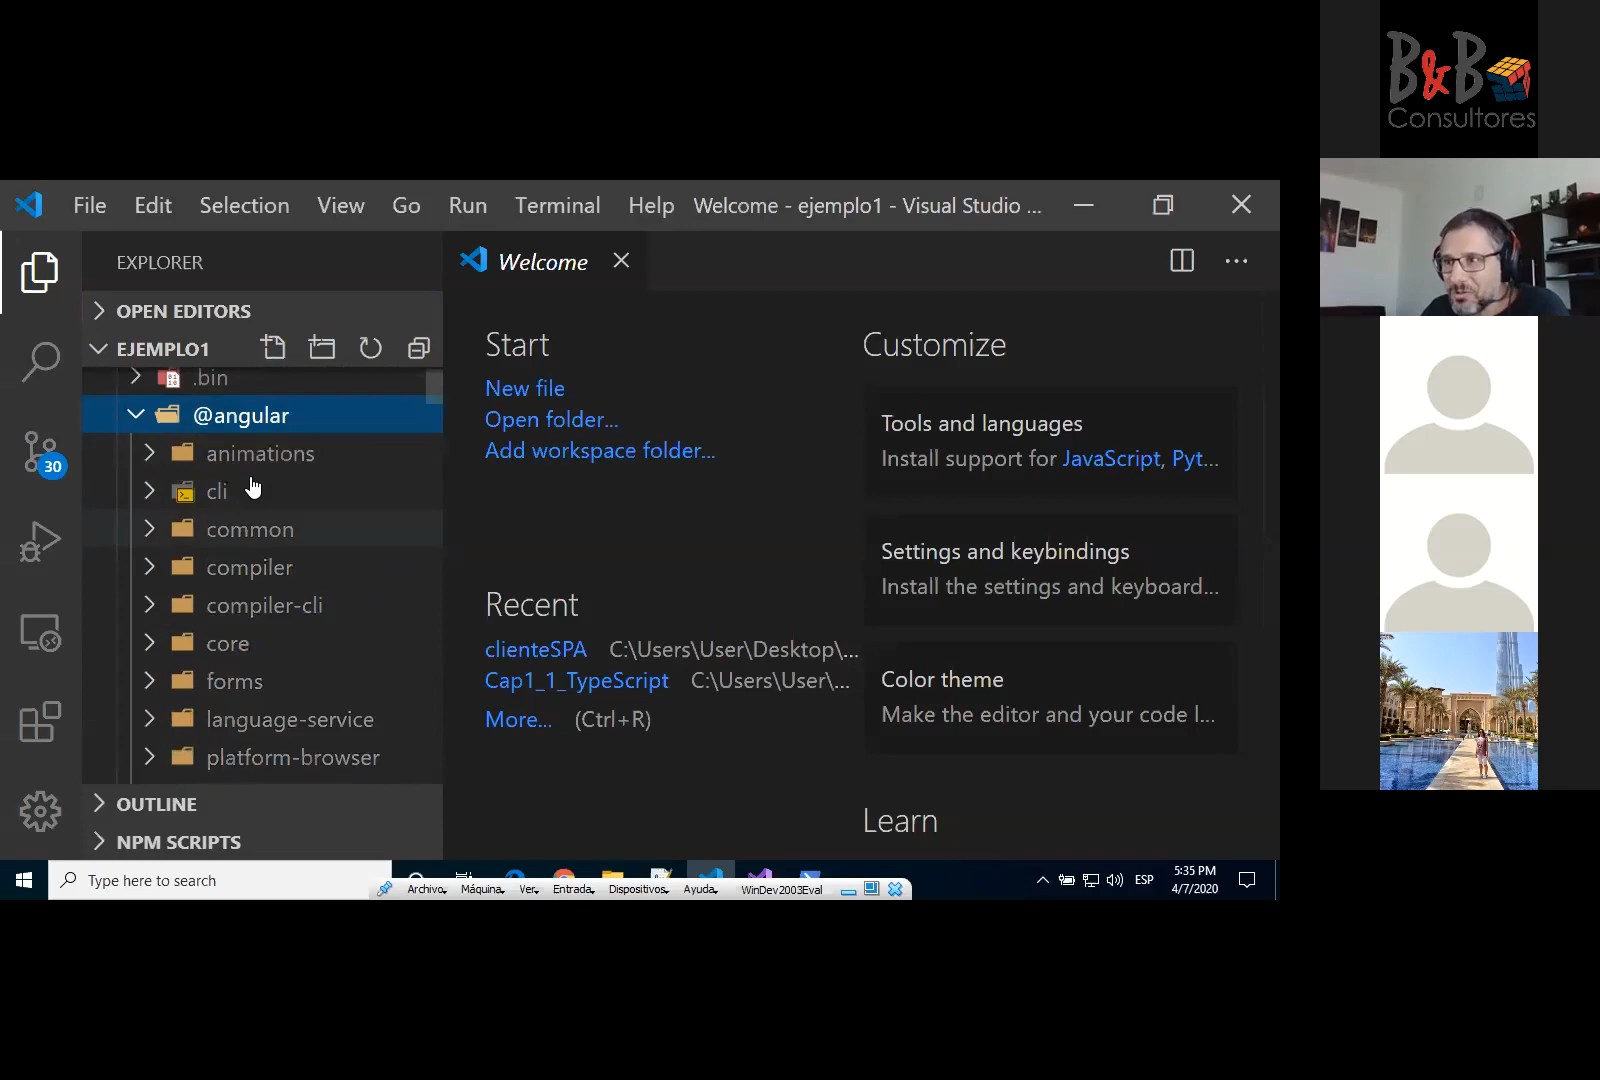 B&B
Consultores
File Edit Selection View Go Run Terminal Help Welcome - ejemplo1 - Visual Studio ...
EXPLORER
Welcome
OPEN EDITORS
EJEMPLO1
.bin
@angular
animations
cli
common
compiler
compiler-cli
core
forms
language-service
platform-browser
OUTLINE
NPM SCRIPTS
30
Start
New file
Open folder...
Add workspace folder...
Recent
clienteSPA C:\Users\User\Desktop\...
Cap1_1_TypeScript C:\Users\User\...
More... (Ctrl+R)
Customize
Tools and languages
Install support for JavaScript, Pyt...
Settings and keybindings
Install the settings and keyboard...
Color theme
Make the editor and your code l...
Learn
Type here to search
Archivo Máquina Ver Entrada Dispositivos Ayuda WinDev2003Eval
ESP
5:35 PM
4/7/2020